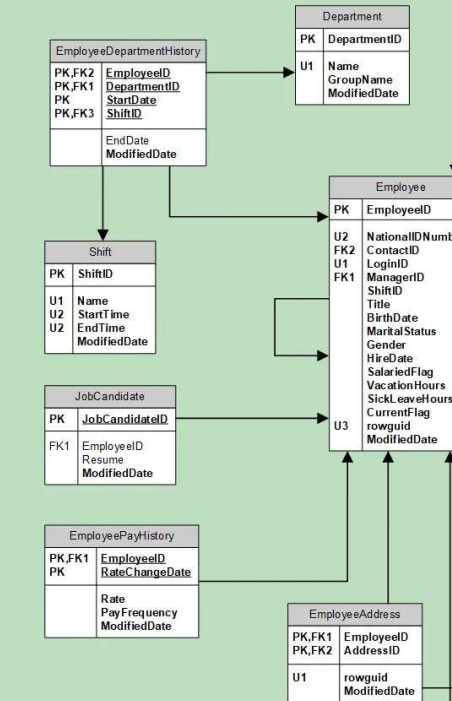 Department
PK DepartmentID
U1 Name
GroupName
ModifiedDate
EmployeeDepartmentHistory
PK,FK2 EmployeeID
PK,FK1 DepartmentID
PK StartDate
PK,FK3 ShiftID
EndDate
ModifiedDate
Employee
PK EmployeeID
U2 NationalIDNumb
FK2 ContactID
U1 LoginID
FK1 ManagerID
ShiftID
Title
BirthDate
MaritalStatus
Gender
HireDate
SalariedFlag
VacationHours
SickLeaveHours
CurrentFlag
U3 rowguid
ModifiedDate
Shift
PK ShiftID
U1 Name
U2 StartTime
U2 EndTime
ModifiedDate
JobCandidate
PK JobCandidateID
FK1 EmployeeID
Resume
ModifiedDate
EmployeePayHistory
PK,FK1 EmployeeID
PK RateChangeDate
Rate
PayFrequency
ModifiedDate
EmployeeAddress
PK,FK1 EmployeeID
PK,FK2 AddressID
U1 rowguid
ModifiedDate